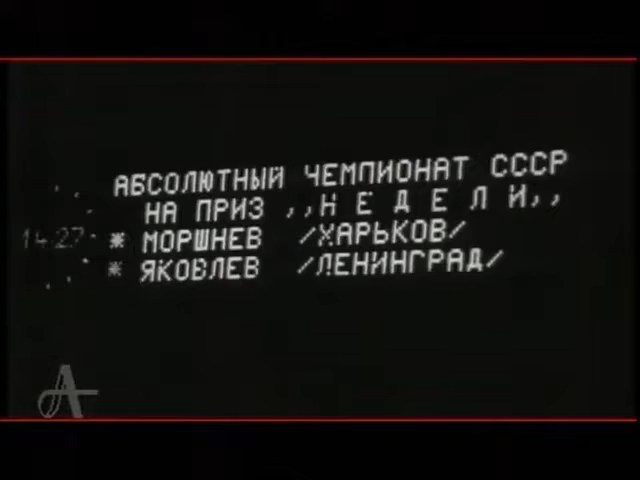 АБСОЛЮТНЫЙ ЧЕМПИОНАТ СССР
НА ПРИЗ ,,Н Е Д Е Л И,,
14 27 * МОРШНЕВ /ХАРЬКОВ/
* ЯКОВЛЕВ /ЛЕНИНГРАД/
А